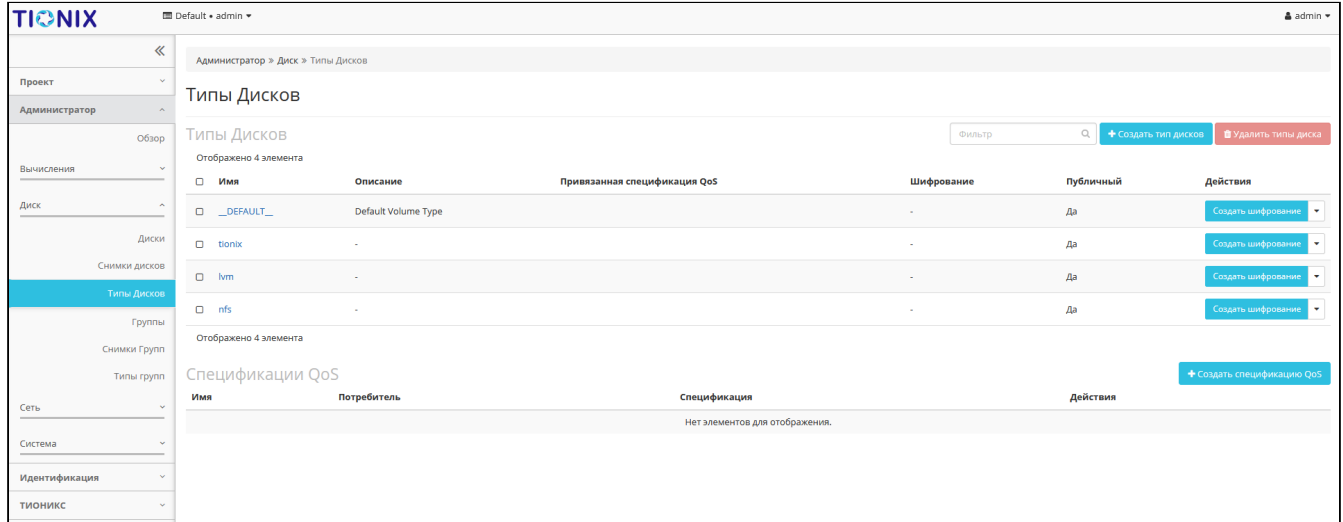 TIONIX
Default • admin
admin
Проект
Администратор
Обзор
Вычисления
Диск
Диски
Снимки дисков
Типы Дисков
Группы
Снимки Групп
Типы групп
Сеть
Система
Идентификация
ТИОНИКС
Администратор » Диск » Типы Дисков
Типы Дисков
Типы Дисков
Фильтр
Создать тип дисков
Удалить типы диска
Отображено 4 элемента
Имя Описание Привязанная спецификация QoS Шифрование Публичный Действия
__DEFAULT__ Default Volume Type - Да Создать шифрование
tionix - - Да Создать шифрование
lvm - - Да Создать шифрование
nfs - - Да Создать шифрование
Отображено 4 элемента
Спецификации QoS
Создать спецификацию QoS
Имя Потребитель Спецификация Действия
Нет элементов для отображения.